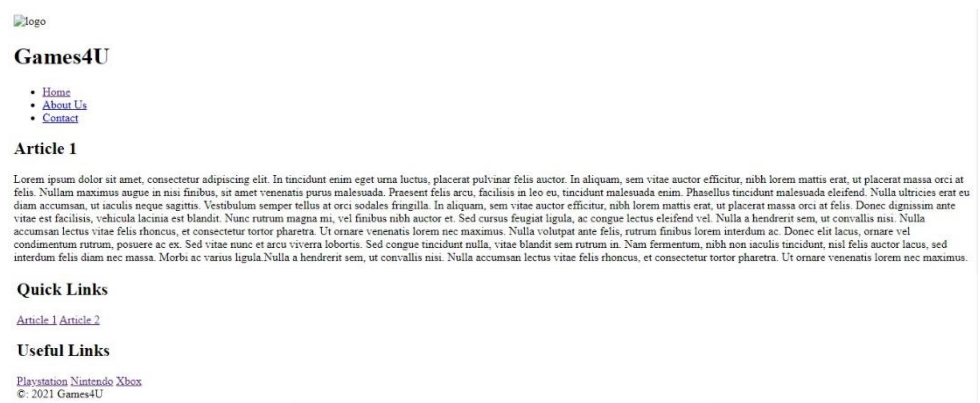 logo
Games4U
Home
About Us
Contact
Article 1
Lorem ipsum dolor sit amet, consectetur adipiscing elit. In tincidunt enim eget urna luctus, placerat pulvinar felis auctor. In aliquam, sem vitae auctor efficitur, nibh lorem mattis erat, ut placerat massa orci at
felis. Nullam maximus augue in nisi finibus, sit amet venenatis purus malesuada. Praesent felis arcu, facilisis in leo eu, tincidunt malesuada enim. Phasellus tincidunt malesuada eleifend. Nulla ultricies erat eu
diam accumsan, ut iaculis neque sagittis. Vestibulum semper tellus at orci sodales fringilla. In aliquam, sem vitae auctor efficitur, nibh lorem mattis erat, ut placerat massa orci at felis. Donec dignissim ante
vitae est facilisis, vehicula lacinia est blandit. Nunc rutrum magna mi, vel finibus nibh auctor et. Sed cursus feugiat ligula, ac congue lectus eleifend vel. Nulla a hendrerit sem, ut convallis nisi. Nulla
accumsan lectus vitae felis rhoncus, et consectetur tortor pharetra. Ut ornare venenatis lorem nec maximus. Nulla volutpat ante felis, rutrum finibus lorem interdum ac. Donec elit lacus, ornare vel
condimentum rutrum, posuere ac ex. Sed vitae nunc et arcu viverra lobortis. Sed congue tincidunt nulla, vitae blandit sem rutrum in. Nam fermentum, nibh non iaculis tincidunt, nisl felis auctor lacus, sed
interdum felis diam nec massa. Morbi ac varius ligula.Nulla a hendrerit sem, ut convallis nisi. Nulla accumsan lectus vitae felis rhoncus, et consectetur tortor pharetra. Ut ornare venenatis lorem nec maximus.
Quick Links
Article 1 Article 2
Useful Links
Playstation Nintendo Xbox
©: 2021 Games4U